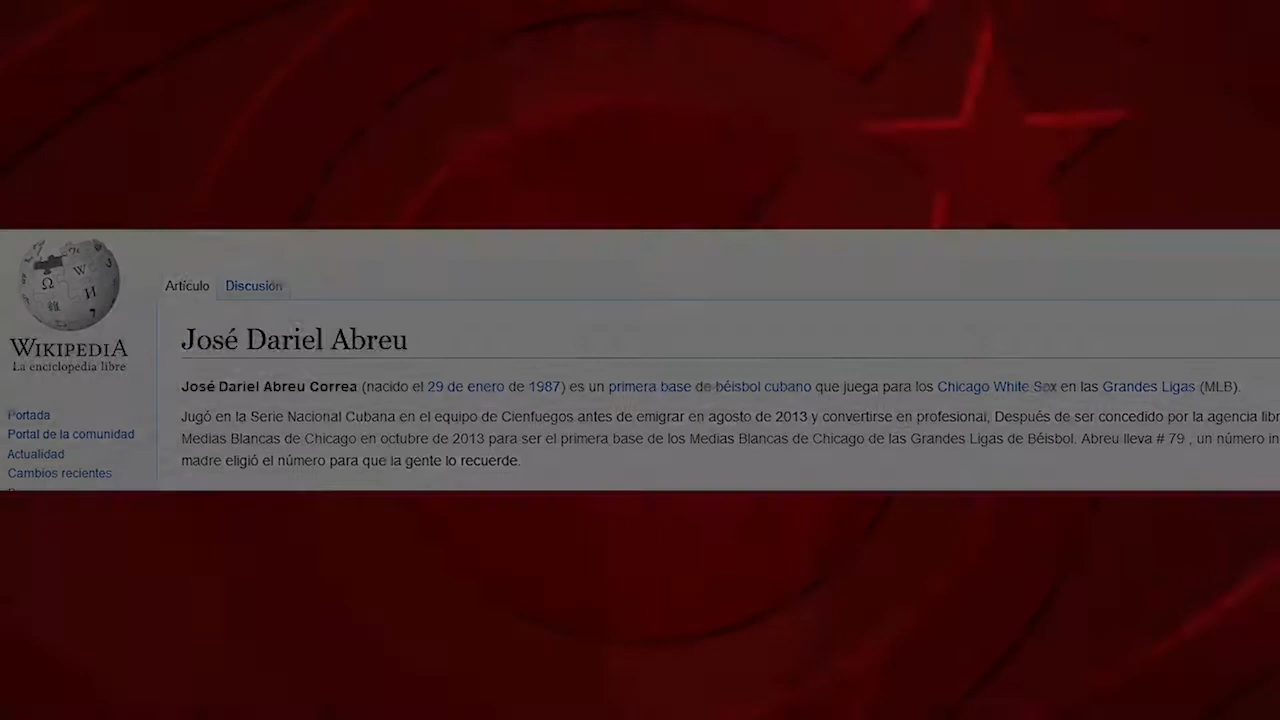 WIKIPEDIA
La enciclopedia libre
Portada
Portal de la comunidad
Actualidad
Cambios recientes
Artículo Discusión
José Dariel Abreu
José Dariel Abreu Correa (nacido el 29 de enero de 1987) es un primera base de béisbol cubano que juega para los Chicago White Sox en las Grandes Ligas (MLB).
Jugó en la Serie Nacional Cubana en el equipo de Cienfuegos antes de emigrar en agosto de 2013 y convertirse en profesional, Después de ser concedido por la agencia
Medias Blancas de Chicago en octubre de 2013 para ser el primera base de los Medias Blancas de Chicago de las Grandes Ligas de Béisbol. Abreu lleva # 79 , un número
madre eligió el número para que la gente lo recuerde.